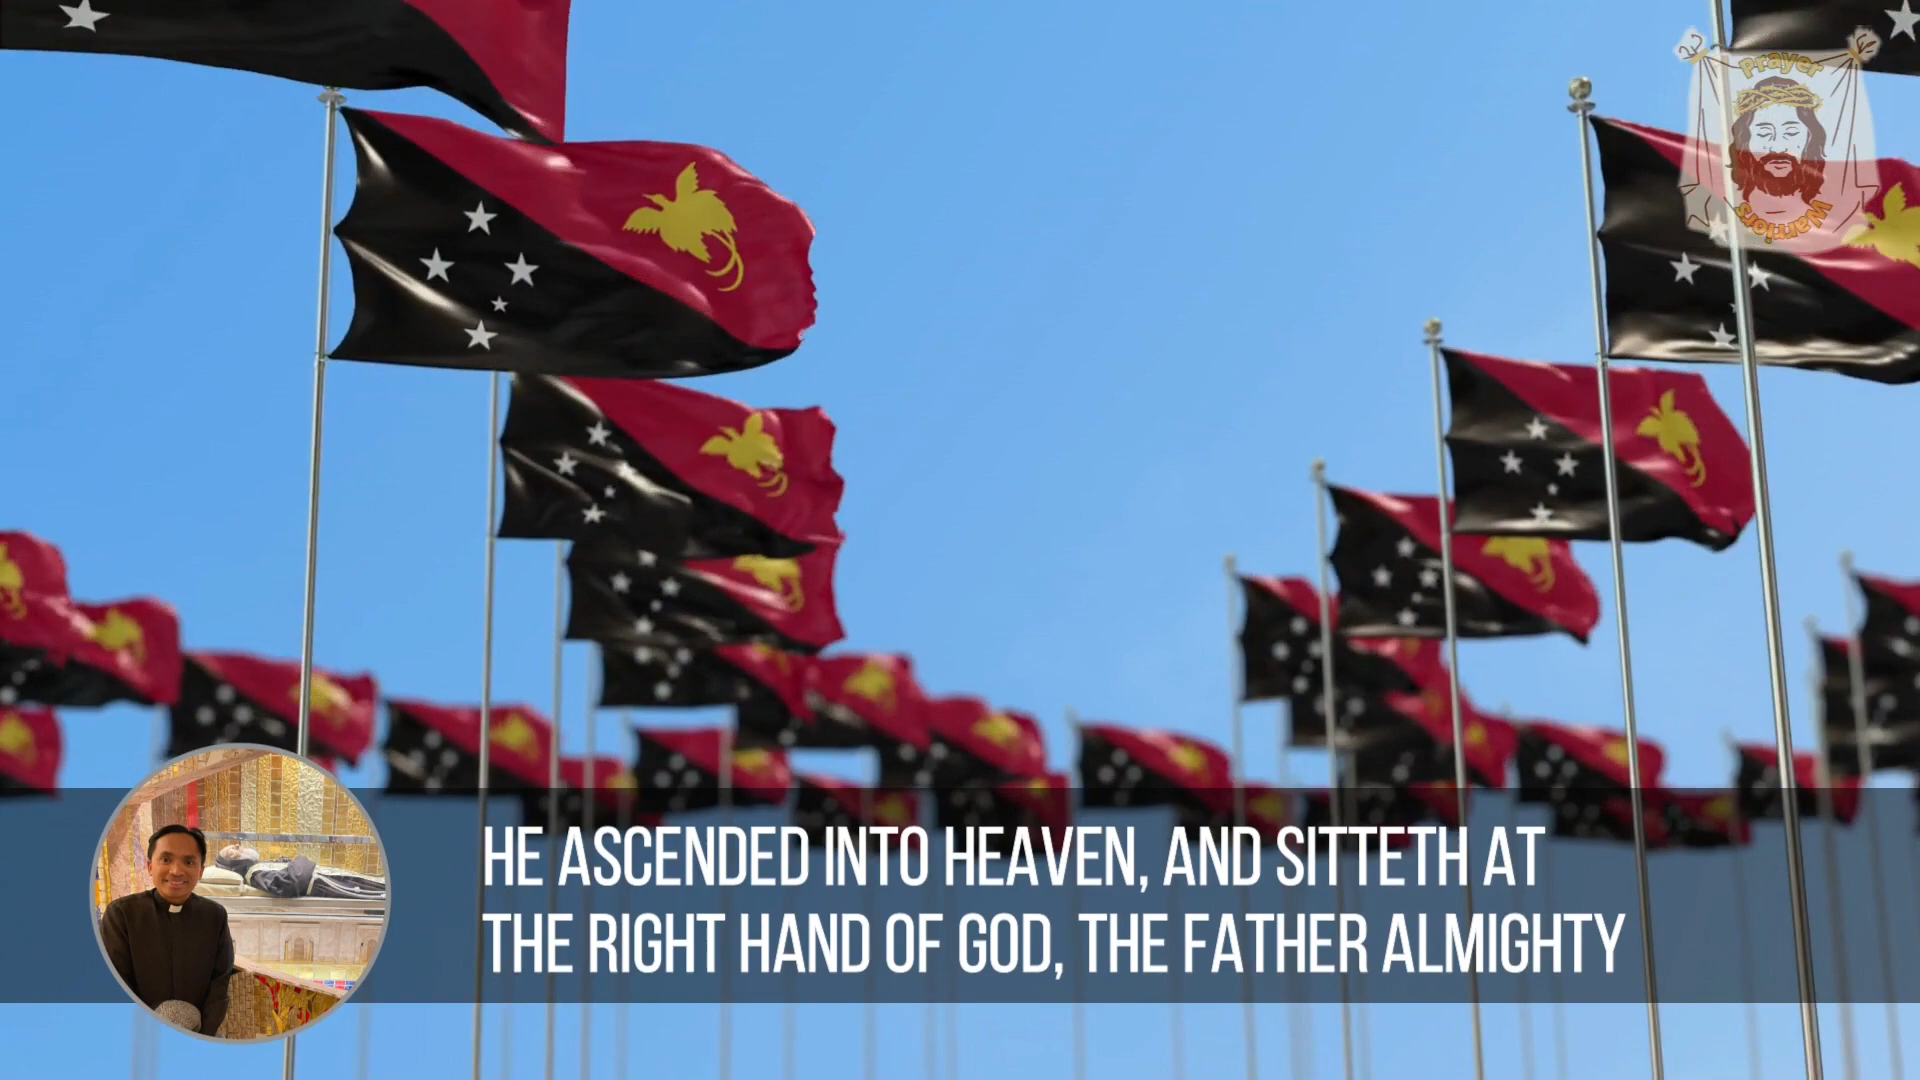 Prayer
Warriors
HE ASCENDED INTO HEAVEN, AND SITTETH AT
THE RIGHT HAND OF GOD, THE FATHER ALMIGHTY